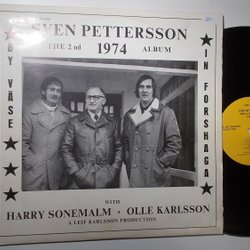 SVEN PETTERSSON
THE 2nd
1974
ALBUM
BY VÄSE
IN FORSHAGA
WITH
HARRY SONEMALM · OLLE KARLSSON
A LEIF KARLSSON PRODUCTION